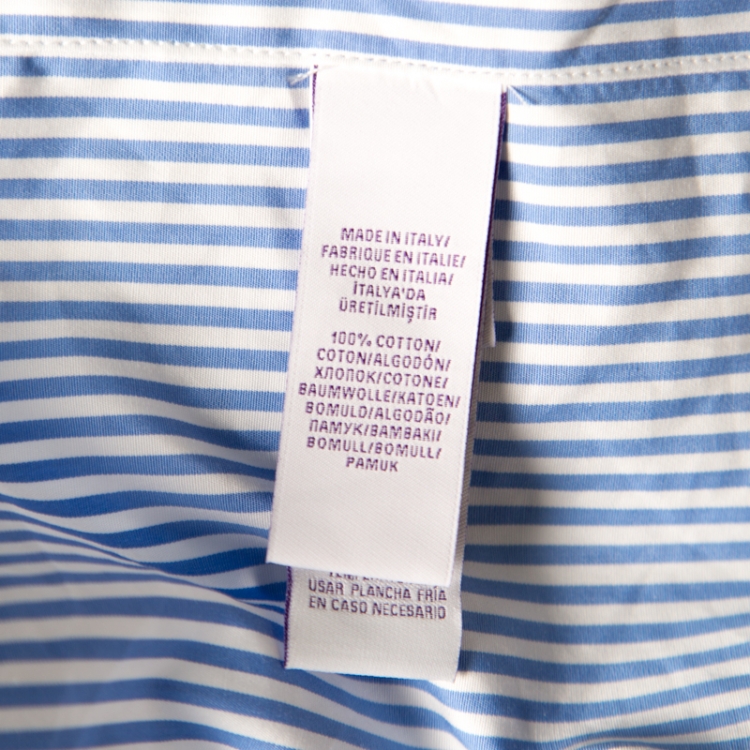 MADE IN ITALY/
FABRIQUE EN ITALIE/
HECHO EN ITALIA/
İTALYA'DA
ÜRETİLMİŞTİR
100% COTTON/
COTON/ALGODÓN/
ХЛОПОК/COTONE/
BAUMWOLLE/KATOEN/
BOMULD/ALGODÃO/
ПАМУК/BAMBAKI/
BOMULL/BOMULL/
PAMUK
USAR PLANCHA FRÍA
EN CASO NECESARIO